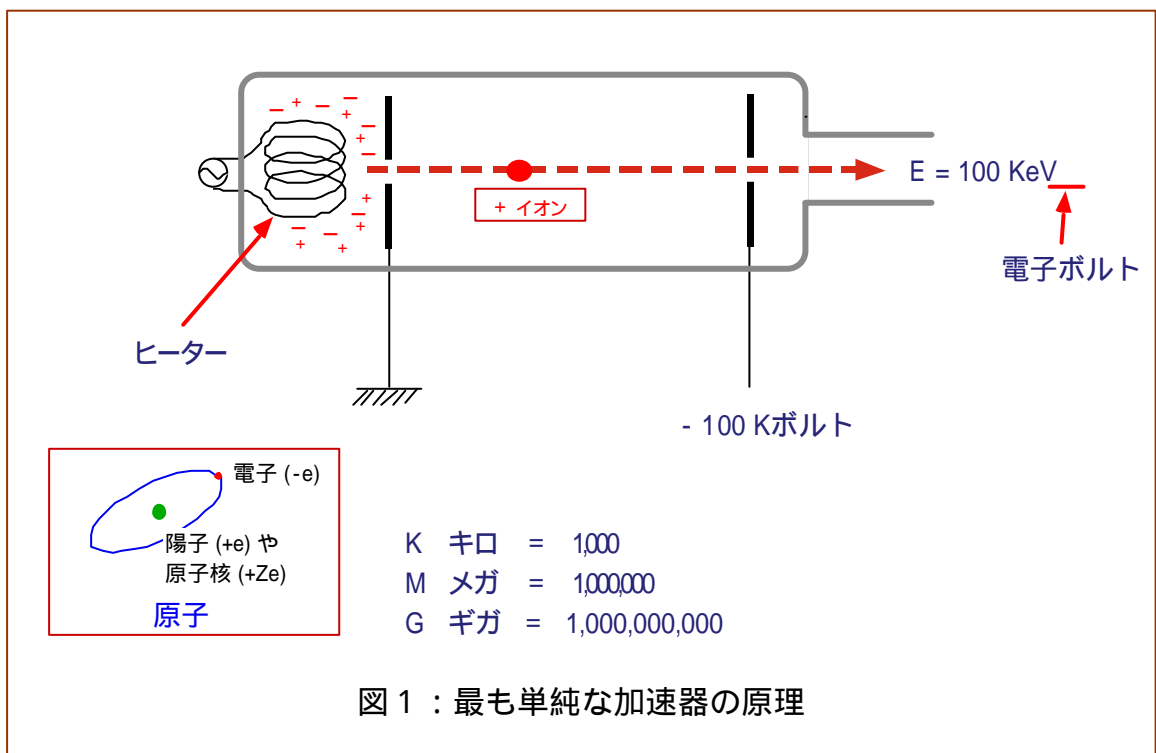 E = 100 KeV
+ イオン
電子ボルト
ヒーター
- 100 Kボルト
電子 (-e)
陽子 (+e) や
原子核 (+Ze)
原子
K キロ = 1,000
M メガ = 1,000,000
G ギガ = 1,000,000,000
図 1 : 最も単純な加速器の原理